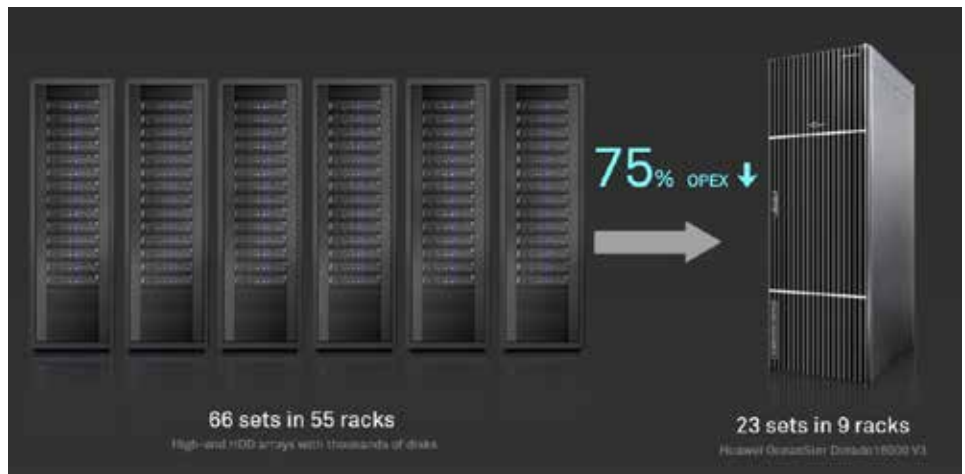 75% OPEX
66 sets in 55 racks
High-end HDD arrays with thousands of disks
23 sets in 9 racks
Huawei OceanStor Dorado18000 V3